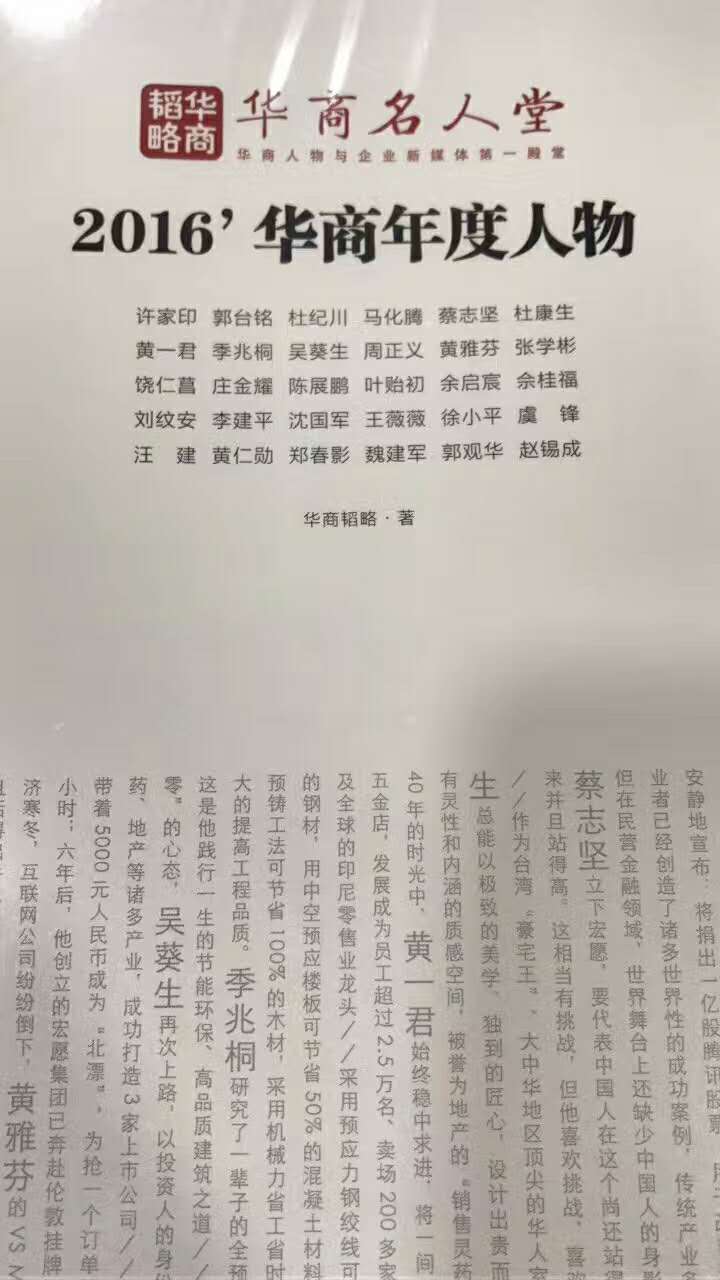 华商韬略
华商名人堂
华商人物与企业新媒体第一殿堂
2016’华商年度人物
许家印 郭台铭 杜纪川 马化腾 蔡志坚 杜康生
黄一君 季兆桐 吴葵生 周正义 黄雅芬 张学彬
饶仁菖 庄金耀 陈展鹏 叶贻初 余启宸 佘桂福
刘纹安 李建平 沈国军 王薇薇 徐小平 虞 锋
汪 建 黄仁勋 郑春影 魏建军 郭观华 赵锡成
华商韬略·著
安静地宣布：将捐出1亿股腾讯股票
业者已经创造了诸多世界性的成功案例，传统产业多
但在民营金融领域，世界舞台上还缺少中国人的身影
蔡志坚立下宏愿，要代表中国人在这个尚还站得
来并且站得高。”这相当有挑战，但他喜欢挑战，喜欢
//作为台湾“豪宅王”、大中华地区顶尖的华人家
生总能以极致的美学、独到的匠心，设计出贵而
有灵性和内涵的质感空间，被誉为地产的“销售灵药
40年的时光中，黄一君始终稳中求进，将一间
五金店，发展成为员工超过2.5万名、卖场200多家
及全球的印尼零售业龙头//采用预应力钢绞线可
的钢材，用中空预应楼板可节省50%的混凝土材料
预铸工法可节省100%的木材，采用机械力省工省时
大的提高工程品质。季兆桐研究了一辈子的全预
这是他践行一生的节能环保、高品质建筑之道//
零”的心态，吴葵生再次上路，以投资人的身份
药、地产等诸多产业，成功打造3家上市公司//
带着5000元人民币成为“北漂”，为抢一个订单
小时；六年后，他创立的宏愿集团已奔赴伦敦挂牌
济寒冬，互联网公司纷纷倒下，黄雅芬的VS M